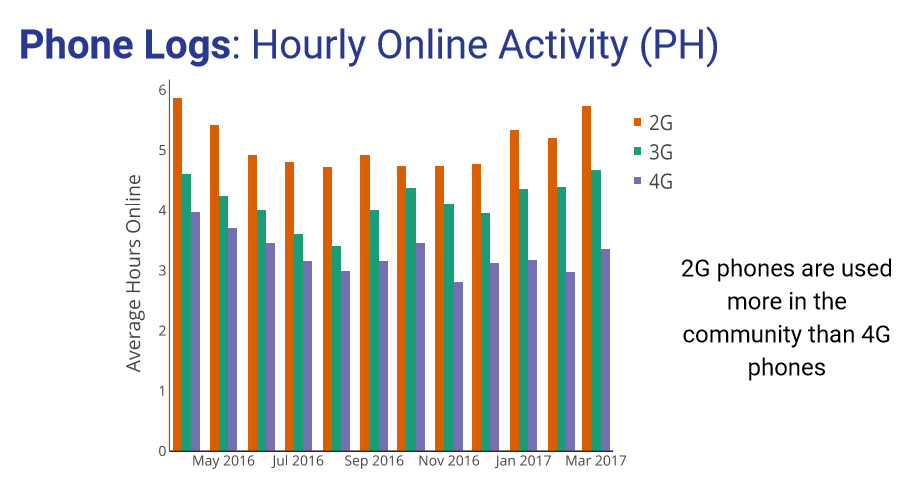 Phone Logs: Hourly Online Activity (PH)
6
5
4
3
2
1
0
Average Hours Online
May 2016
Jul 2016
Sep 2016
Nov 2016
Jan 2017
Mar 2017
2G
3G
4G
2G phones are used
more in the
community than 4G
phones